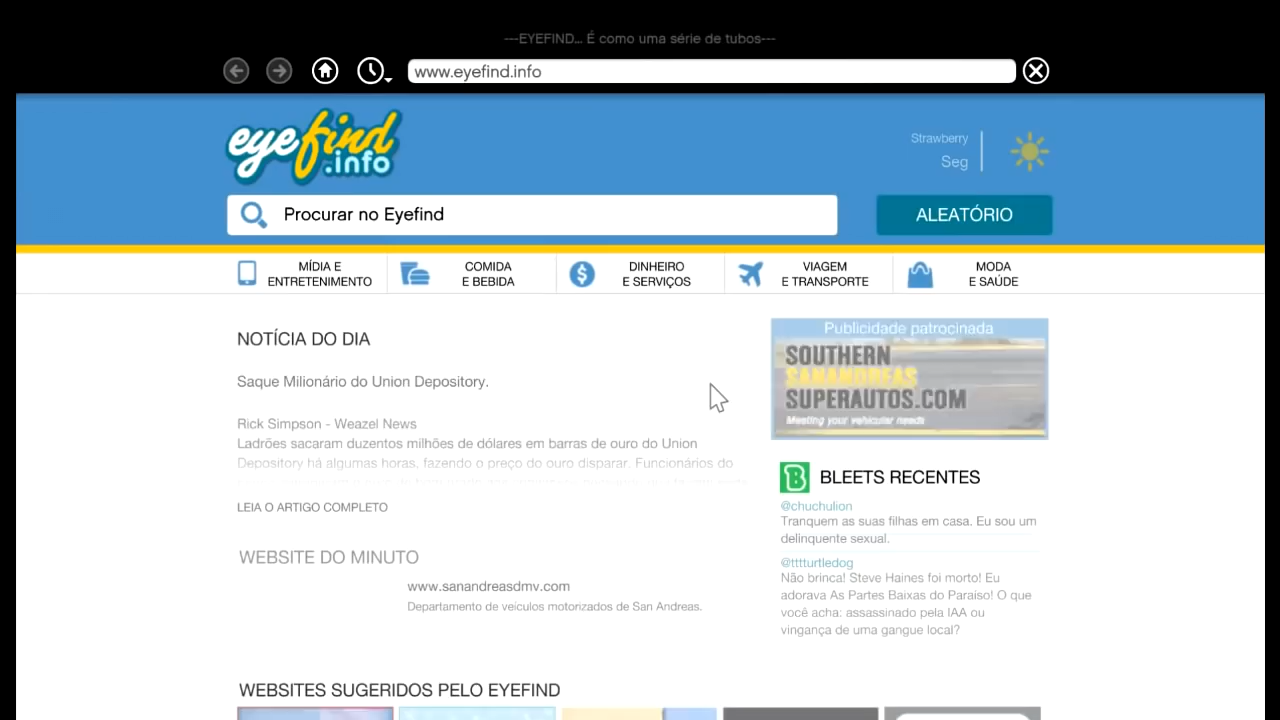 ---EYEFIND... É como uma série de tubos---
www.eyefind.info
eyefind
.info
Strawberry
Seg
Procurar no Eyefind
ALEATÓRIO
MÍDIA E
ENTRETENIMENTO
COMIDA
E BEBIDA
DINHEIRO
E SERVIÇOS
VIAGEM
E TRANSPORTE
MODA
E SAÚDE
NOTÍCIA DO DIA
Saque Milionário do Union Depository.
Rick Simpson - Weazel News
Ladrões sacaram duzentos milhões de dólares em barras de ouro do Union
Depository há algumas horas, fazendo o preço do ouro disparar. Funcionários do
LEIA O ARTIGO COMPLETO
WEBSITE DO MINUTO
www.sanandreasdmv.com
Departamento de veículos motorizados de San Andreas.
Publicidade patrocinada
SOUTHERN
SANANDREAS
SUPERAUTOS.COM
Meeting your vehicular needs
B BLEETS RECENTES
@chuchulion
Tranquem as suas filhas em casa. Eu sou um
delinquente sexual.
@tttturtledog
Não brinca! Steve Haines foi morto! Eu
adorava As Partes Baixas do Paraiso! O que
você acha: assassinado pela IAA ou
vingança de uma gangue local?
WEBSITES SUGERIDOS PELO EYEFIND